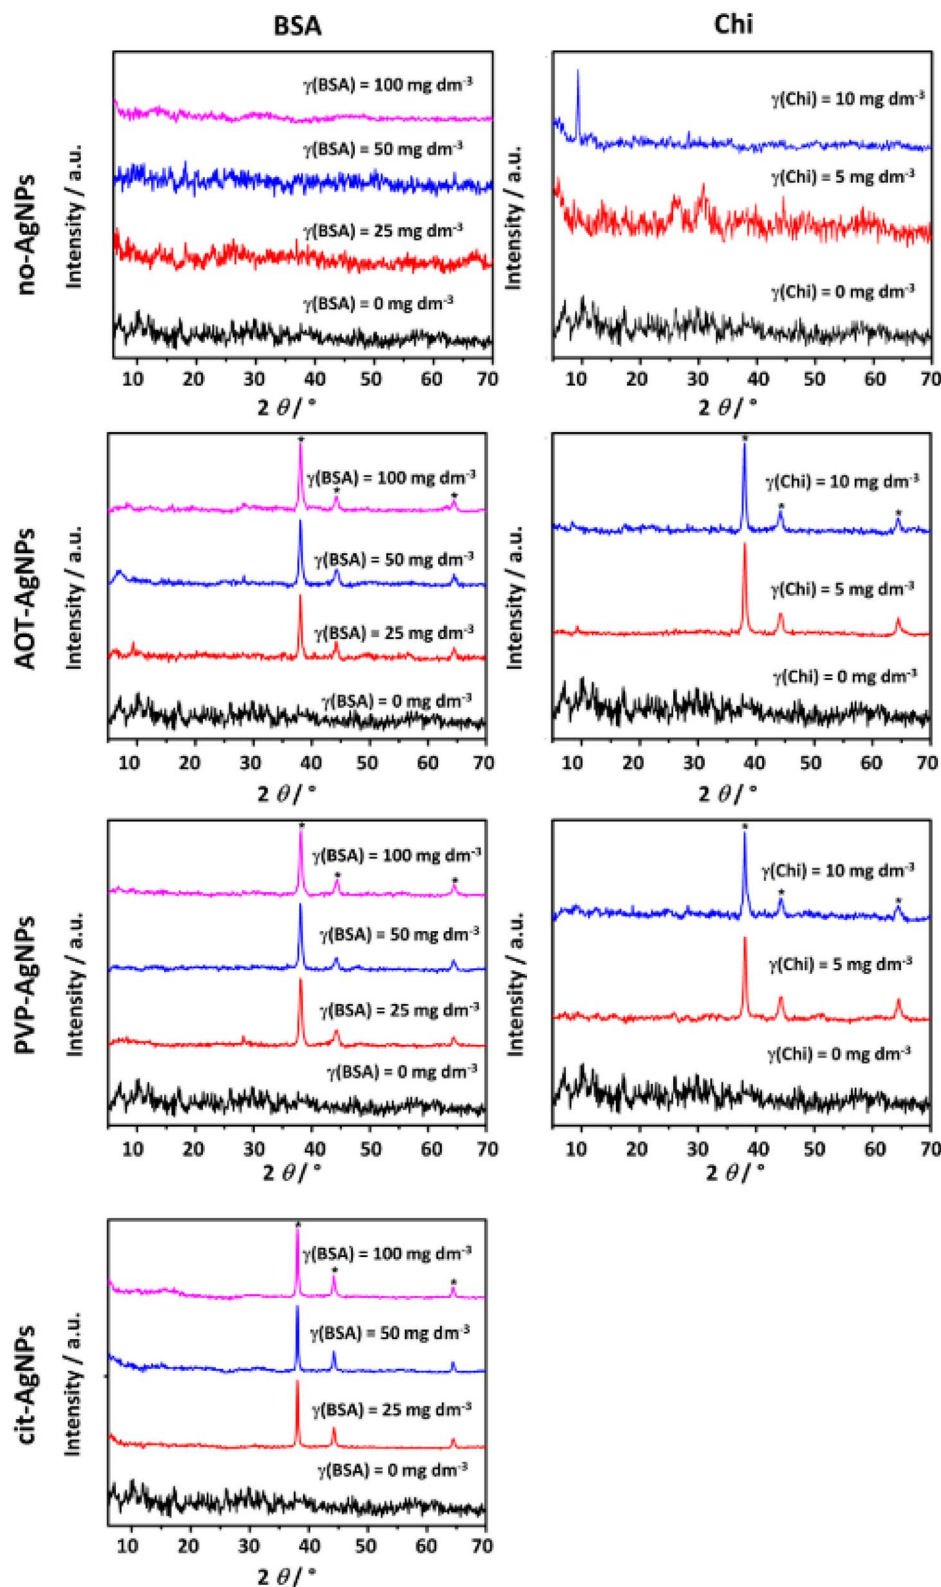 BSA
Chi
no-AgNPs
Intensity / a.u.
γ(BSA) = 100 mg dm-3
γ(BSA) = 50 mg dm-3
γ(BSA) = 25 mg dm-3
γ(BSA) = 0 mg dm-3
10 20 30 40 50 60 70
2 θ / °
Intensity / a.u.
γ(Chi) = 10 mg dm-3
γ(Chi) = 5 mg dm-3
γ(Chi) = 0 mg dm-3
10 20 30 40 50 60 70
2 θ / °
AOT-AgNPs
Intensity / a.u.
*
*
*
γ(BSA) = 100 mg dm-3
γ(BSA) = 50 mg dm-3
γ(BSA) = 25 mg dm-3
γ(BSA) = 0 mg dm-3
10 20 30 40 50 60 70
2 θ / °
Intensity / a.u.
*
*
*
γ(Chi) = 10 mg dm-3
γ(Chi) = 5 mg dm-3
γ(Chi) = 0 mg dm-3
10 20 30 40 50 60 70
2 θ / °
PVP-AgNPs
Intensity / a.u.
*
*
*
γ(BSA) = 100 mg dm-3
γ(BSA) = 50 mg dm-3
γ(BSA) = 25 mg dm-3
γ(BSA) = 0 mg dm-3
10 20 30 40 50 60 70
2 θ / °
Intensity / a.u.
*
*
*
γ(Chi) = 10 mg dm-3
γ(Chi) = 5 mg dm-3
γ(Chi) = 0 mg dm-3
10 20 30 40 50 60 70
2 θ / °
cit-AgNPs
Intensity / a.u.
*
*
*
γ(BSA) = 100 mg dm-3
γ(BSA) = 50 mg dm-3
γ(BSA) = 25 mg dm-3
γ(BSA) = 0 mg dm-3
10 20 30 40 50 60 70
2 θ / °